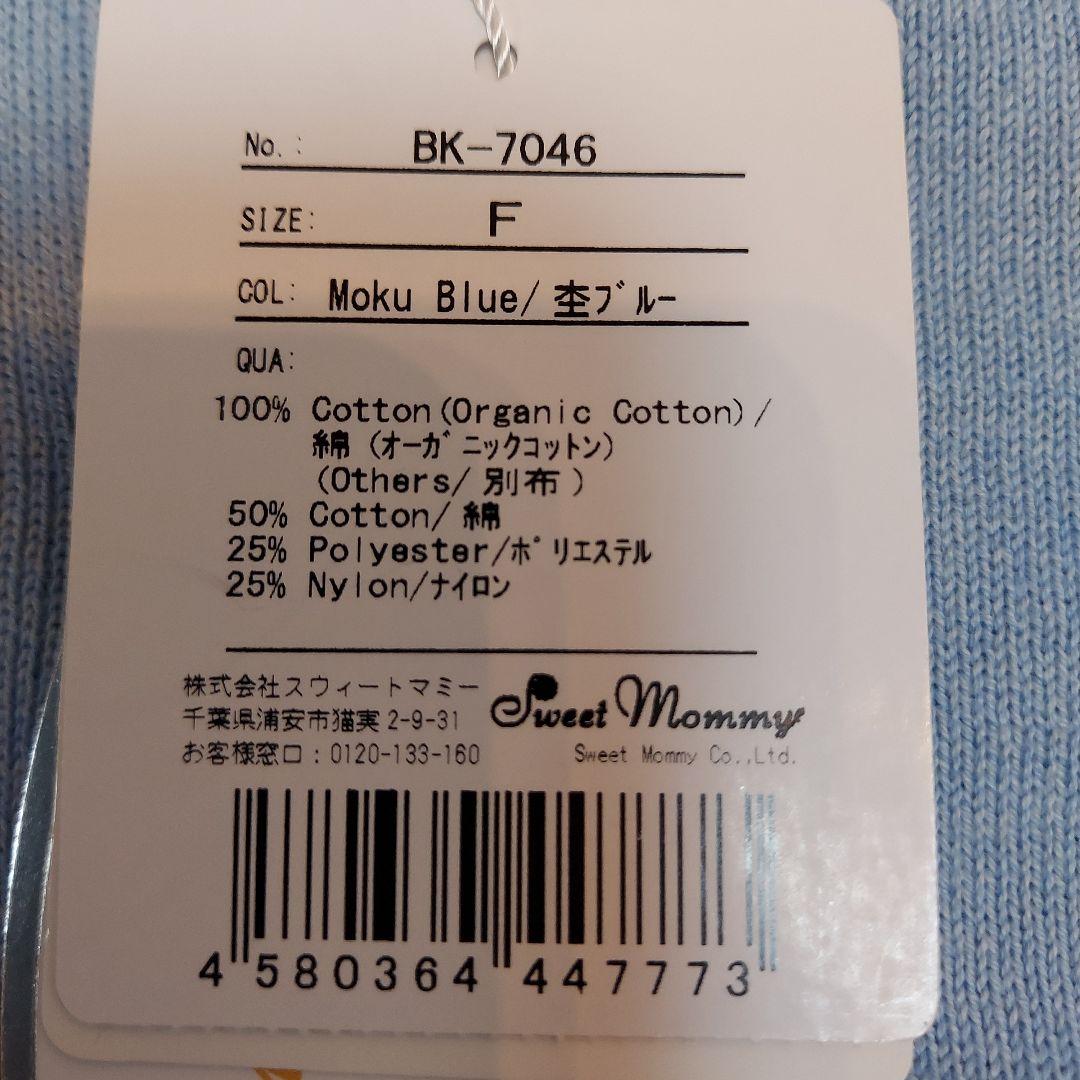 No.: BK-7046
SIZE: F
COL: Moku Blue/杢ブルー
QUA:
100% Cotton(Organic Cotton)/
綿(オーガニックコットン)
(Others/別布)
50% Cotton/綿
25% Polyester/ポリエステル
25% Nylon/ナイロン
株式会社スウィートマミー
千葉県浦安市猫実2-9-31
お客様窓口:0120-133-160
Sweet Mommy
Sweet Mommy Co.,Ltd.
4 580364 447773